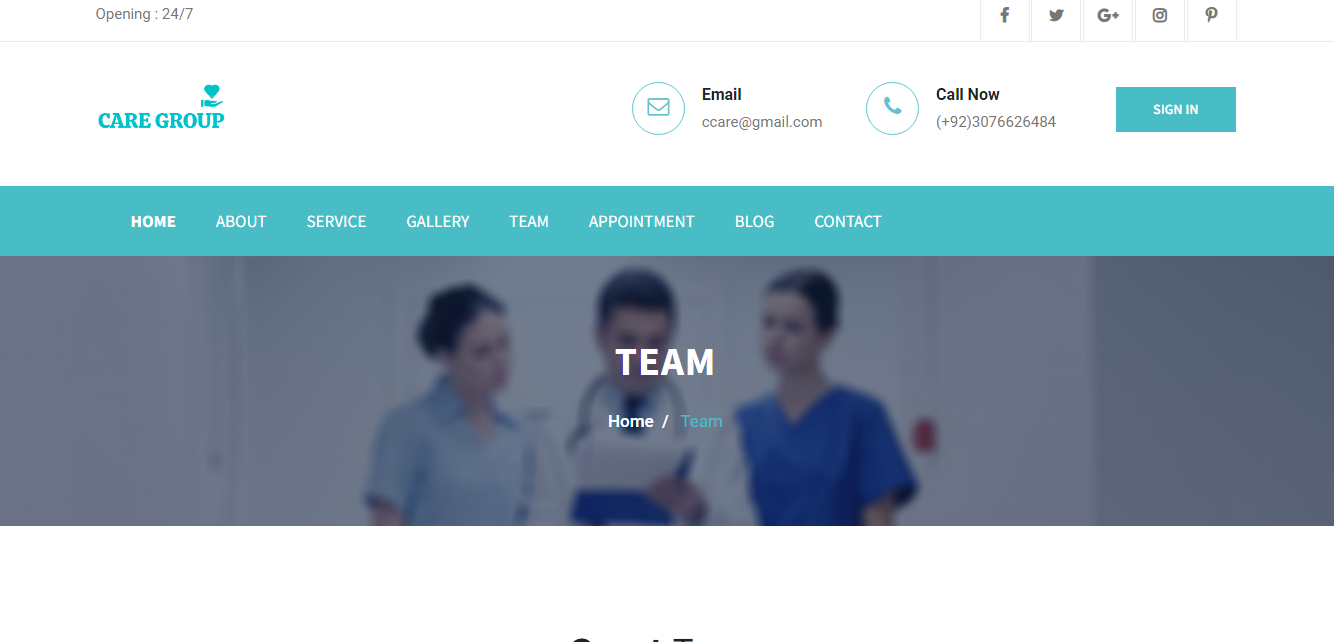 Opening : 24/7
CARE GROUP
Email
ccare@gmail.com
Call Now
(+92)3076626484
SIGN IN
HOME ABOUT SERVICE GALLERY TEAM APPOINTMENT BLOG CONTACT
TEAM
Home / Team